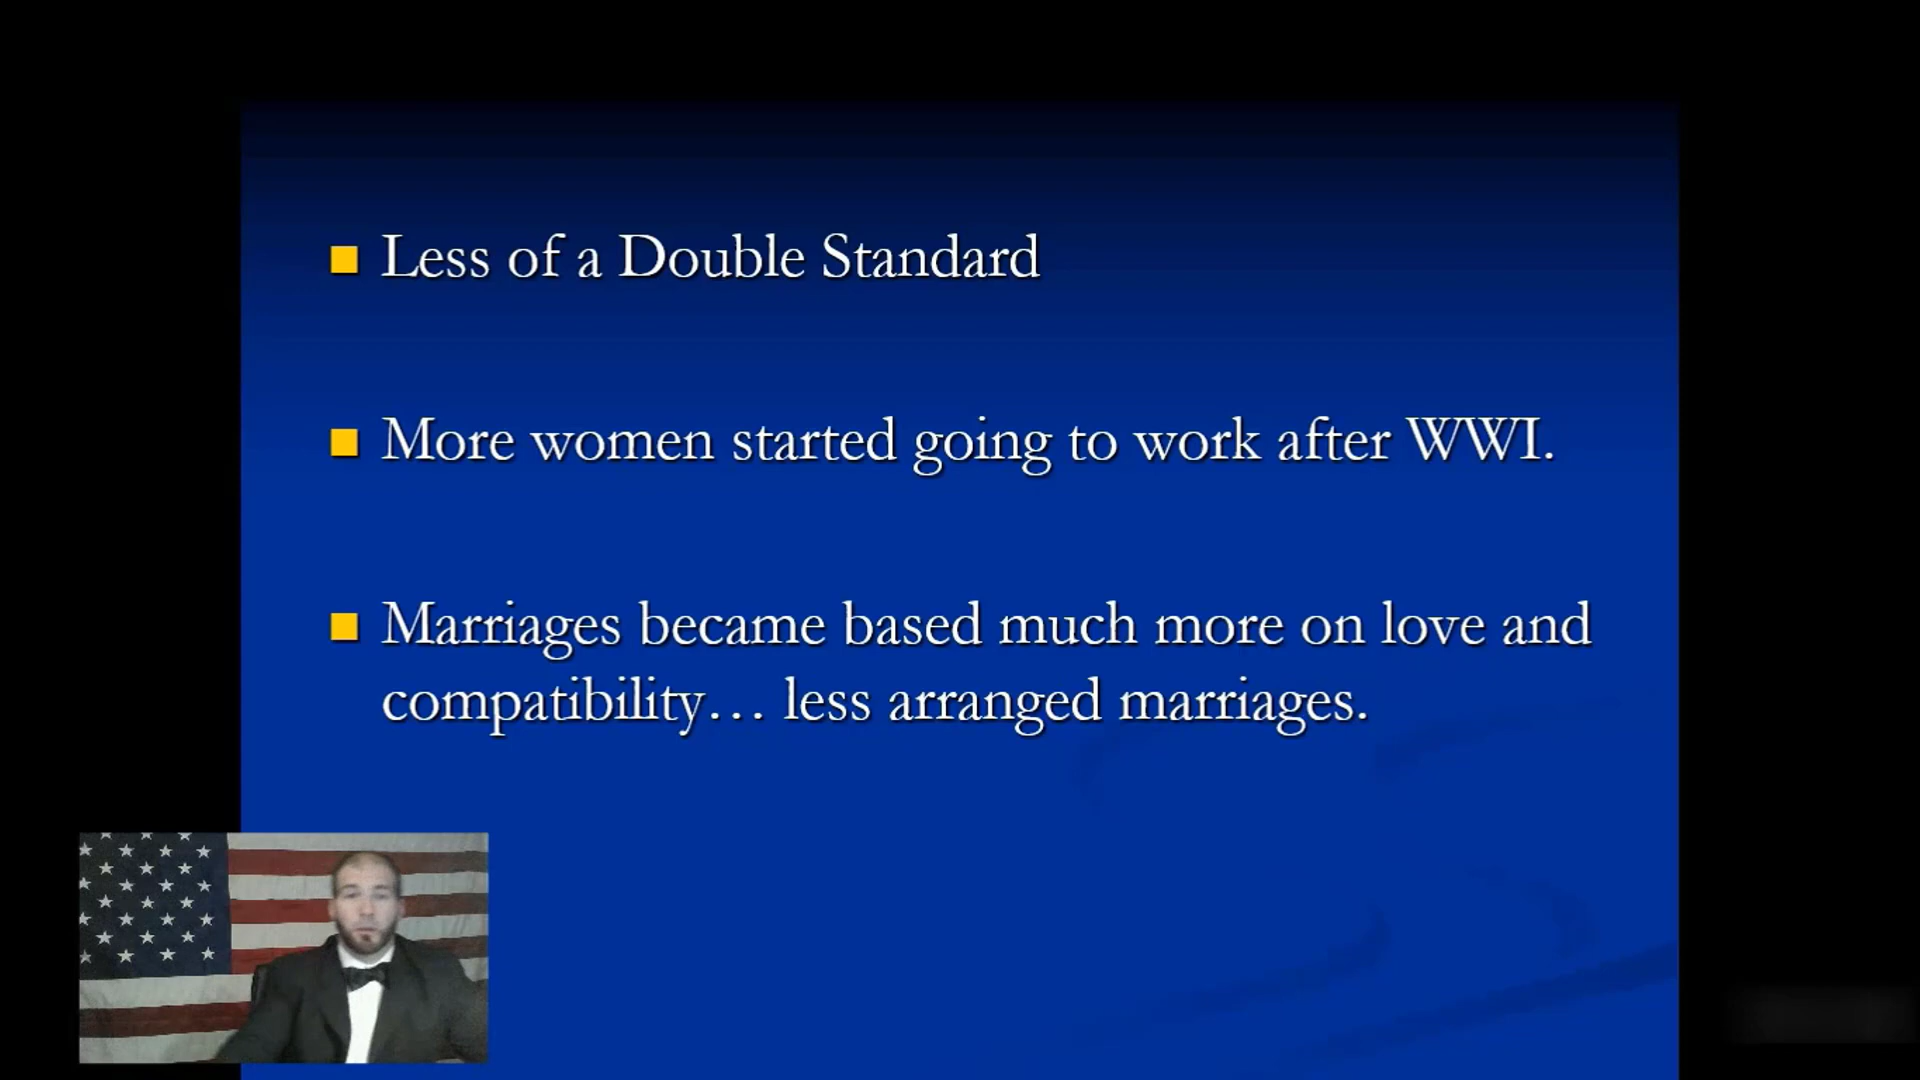 Less of a Double Standard
More women started going to work after WWI.
Marriages became based much more on love and
compatibility… less arranged marriages.